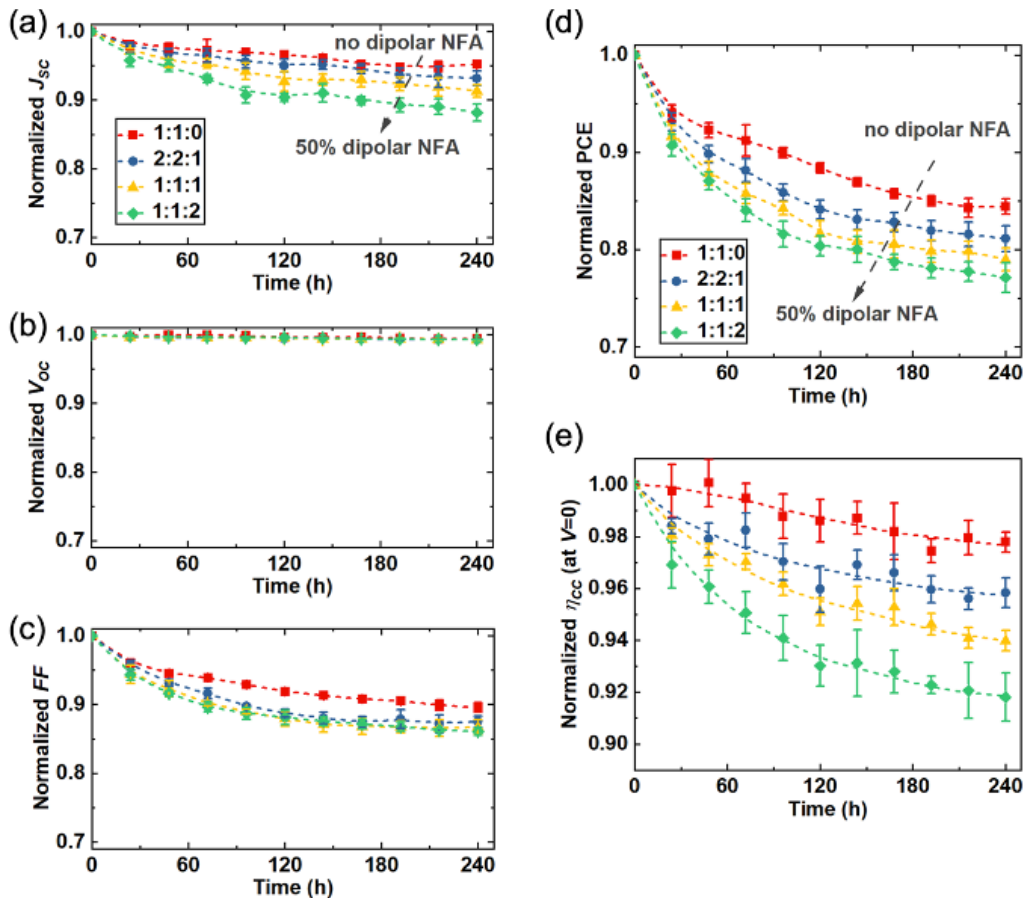 (a)
Normalized Jsc
1.0
0.9
0.8
0.7
no dipolar NFA
50% dipolar NFA
1:1:0
2:2:1
1:1:1
1:1:2
0
60
120
180
240
Time (h)
(b)
Normalized Voc
1.0
0.9
0.8
0.7
0
60
120
180
240
Time (h)
(c)
Normalized FF
1.0
0.9
0.8
0.7
0
60
120
180
240
Time (h)
(d)
Normalized PCE
1.0
0.9
0.8
0.7
no dipolar NFA
50% dipolar NFA
1:1:0
2:2:1
1:1:1
1:1:2
0
60
120
180
240
Time (h)
(e)
Normalized ηcc (at V=0)
1.00
0.98
0.96
0.94
0.92
0.90
0
60
120
180
240
Time (h)